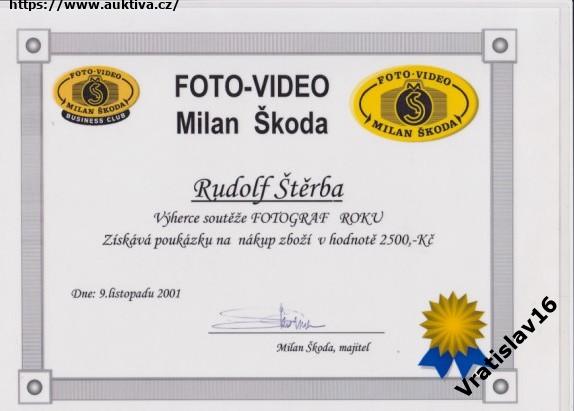 https://www.auktiva.cz/
FOTO-VIDEO
MILAN ŠKODA
BUSINESS CLUB
FOTO-VIDEO
Milan Škoda
FOTO-VIDEO
MILAN ŠKODA
Š
Š
Rudolf Štěrba
Výherce soutěže FOTOGRAF ROKU
Získává poukázku na nákup zboží v hodnotě 2500,-Kč
Dne: 9.listopadu 2001
Milan Škoda, majitel
Vratislav16